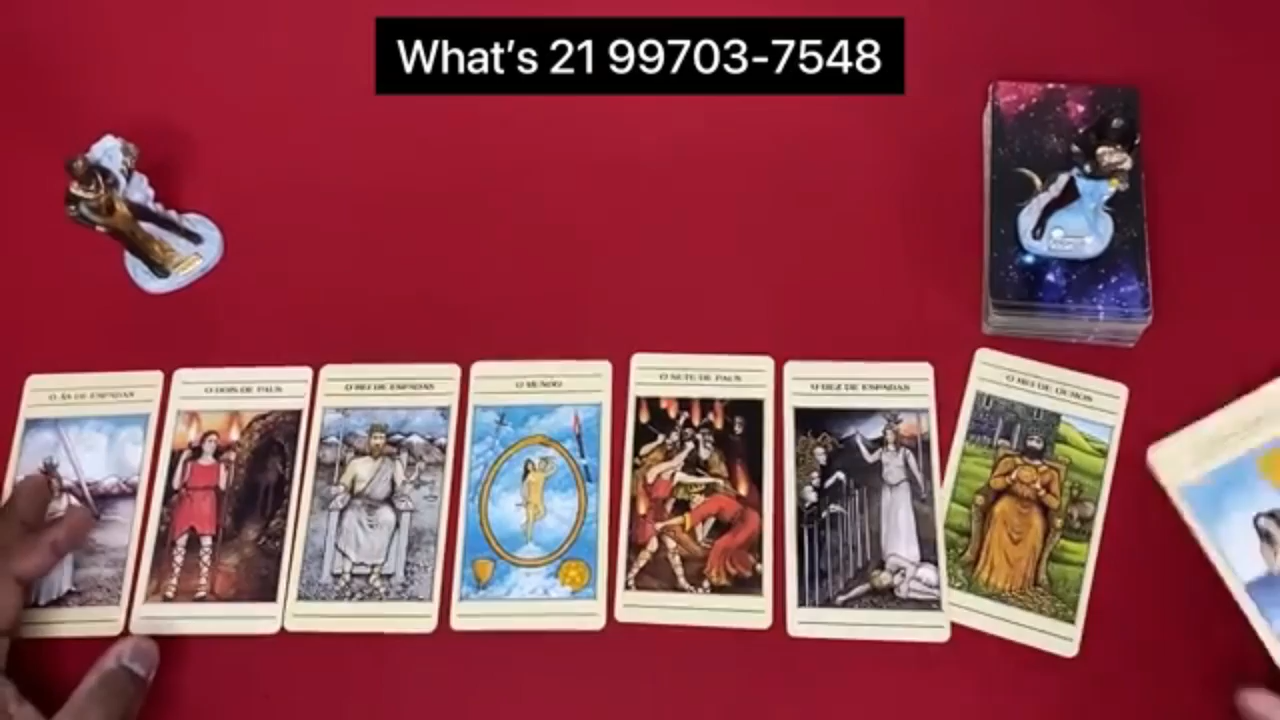 What’s 21 99703-7548
O ÁS DE ESPADAS
O DOIS DE PAUS
O REI DE ESPADAS
O MUNDO
O SETE DE PAUS
O DEZ DE ESPADAS
O REI DE OUROS